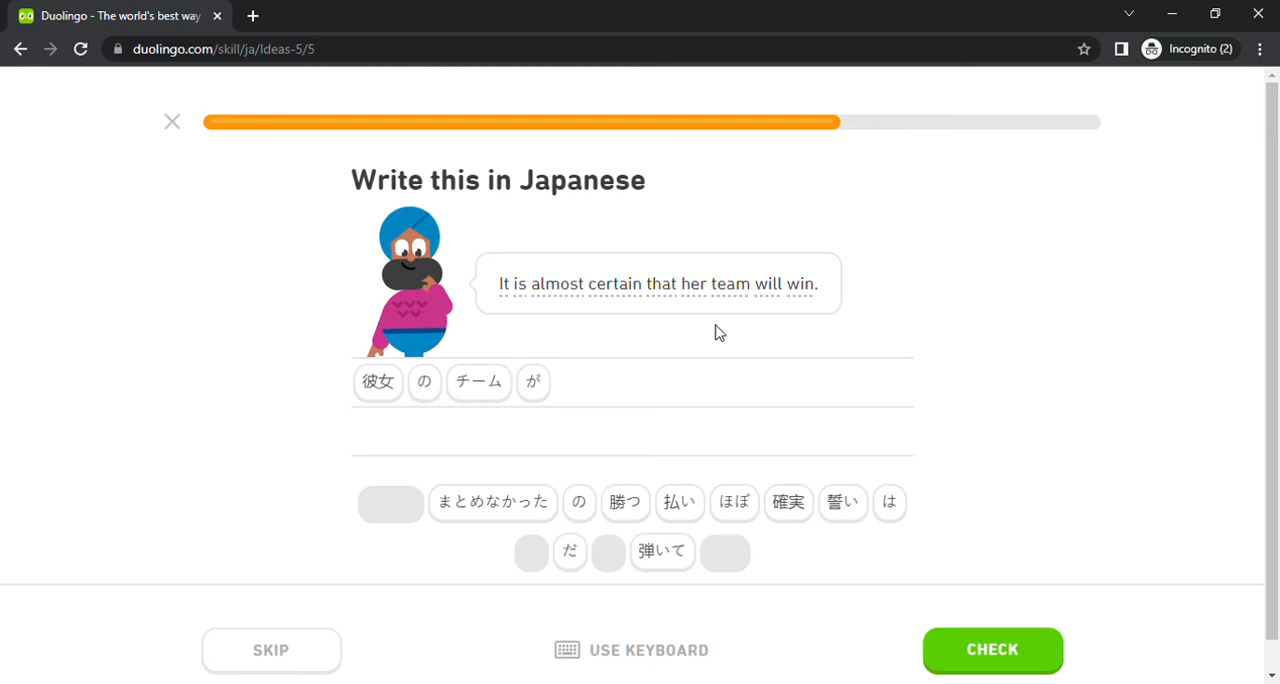 Duolingo - The world's best way
duolingo.com/skill/ja/Ideas-5/5
Incognito (2)
Write this in Japanese
It is almost certain that her team will win.
彼女 の チーム が
まとめなかった の 勝つ 払い ほぼ 確実 誓い は
だ 弾いて
SKIP
USE KEYBOARD
CHECK